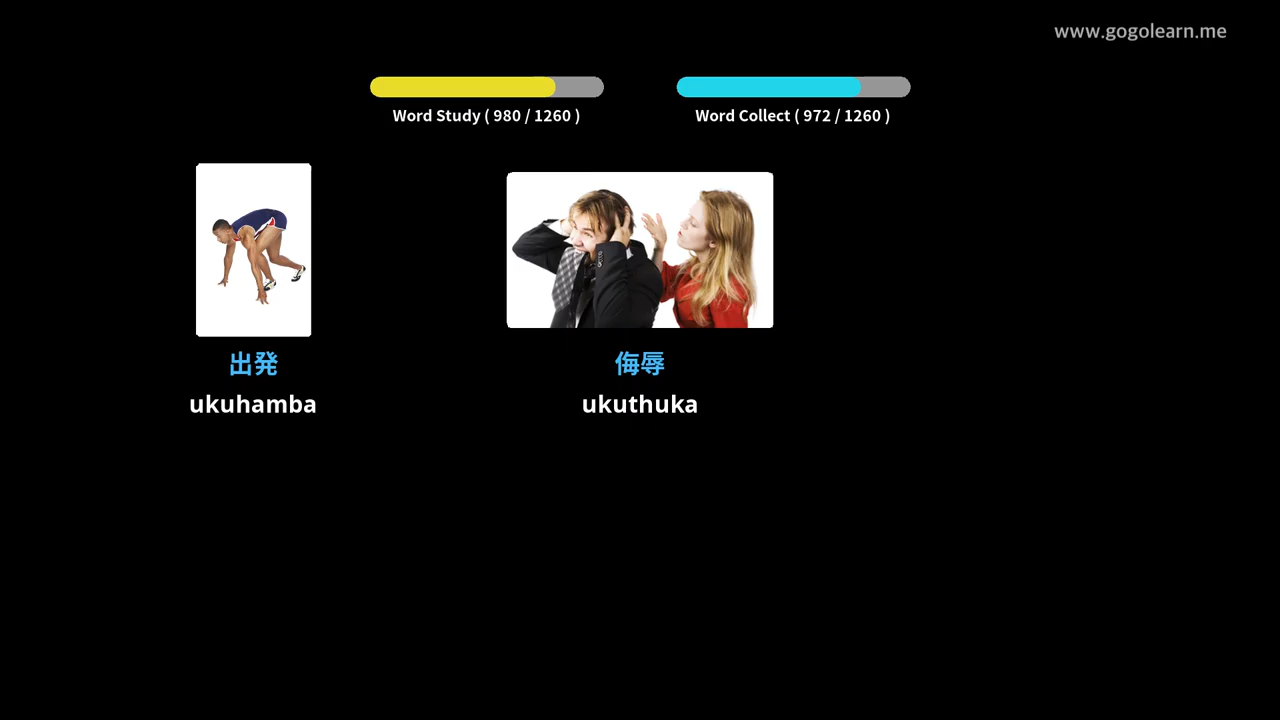 www.gogolearn.me
Word Study ( 980 / 1260 )
Word Collect ( 972 / 1260 )
出発
ukuhamba
侮辱
ukuthuka